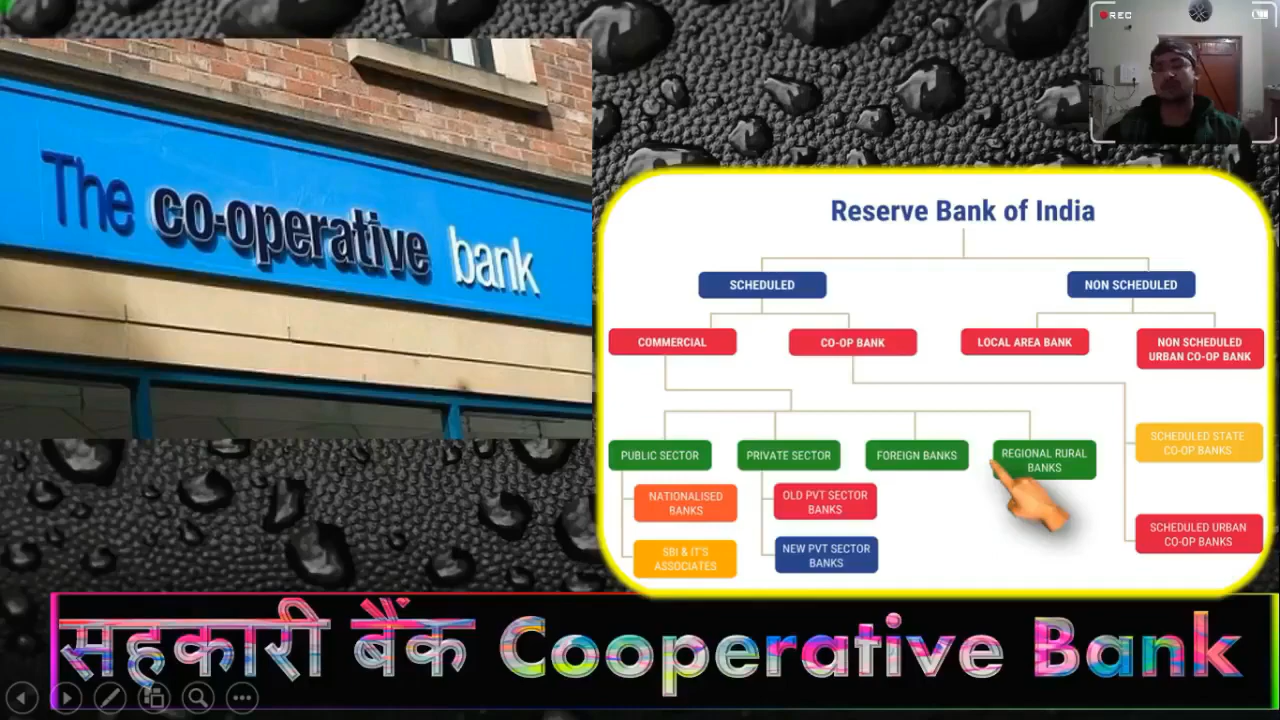 REC
The co-operative bank
Reserve Bank of India
SCHEDULED
NON SCHEDULED
COMMERCIAL
CO-OP BANK
LOCAL AREA BANK
NON SCHEDULED
URBAN CO-OP BANK
PUBLIC SECTOR
PRIVATE SECTOR
FOREIGN BANKS
REGIONAL RURAL
BANKS
SCHEDULED STATE
CO-OP BANKS
NATIONALISED
BANKS
OLD PVT SECTOR
BANKS
SBI & IT'S
ASSOCIATES
NEW PVT SECTOR
BANKS
SCHEDULED URBAN
CO-OP BANKS
सहकारी बैंक Cooperative Bank